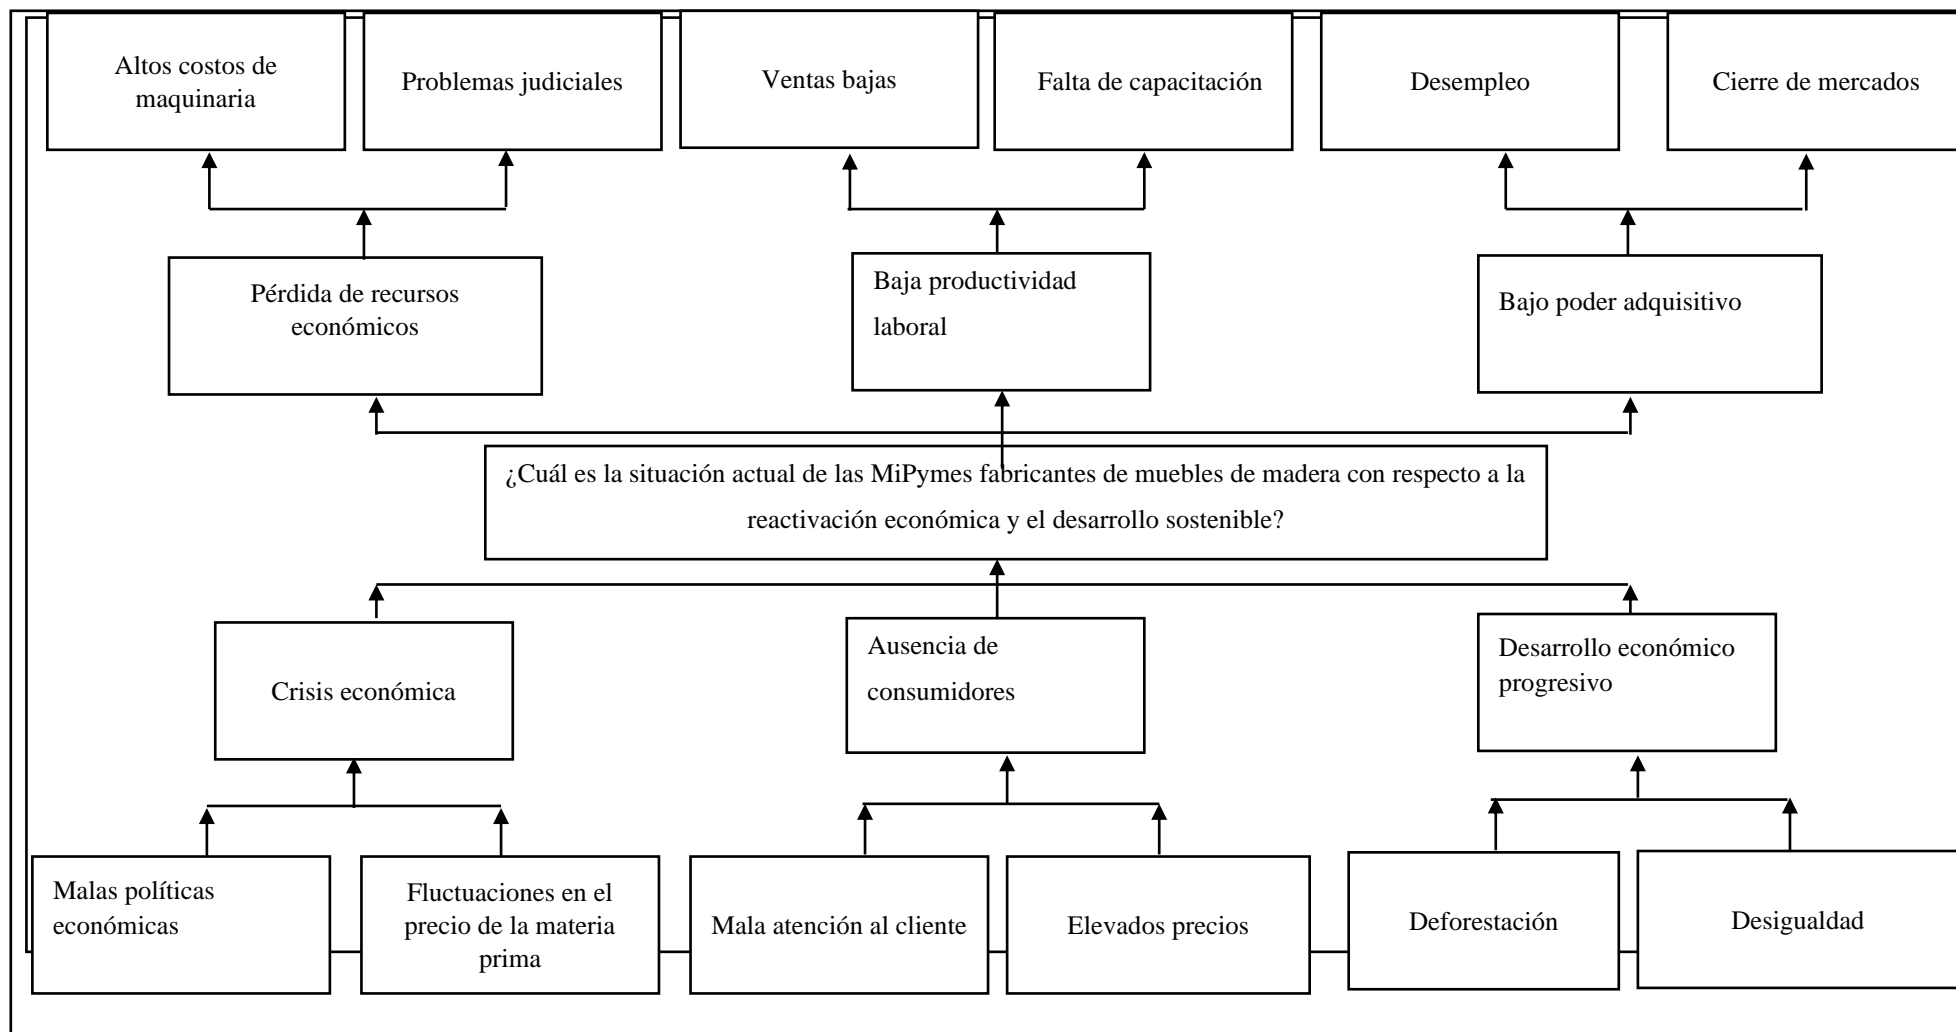 Altos costos de
maquinaria
Problemas judiciales
Ventas bajas
Falta de capacitación
Desempleo
Cierre de mercados
Pérdida de recursos
económicos
Baja productividad
laboral
Bajo poder adquisitivo
¿Cuál es la situación actual de las MiPymes fabricantes de muebles de madera con respecto a la
reactivación económica y el desarrollo sostenible?
Crisis económica
Ausencia de
consumidores
Desarrollo económico
progresivo
Malas políticas
económicas
Fluctuaciones en el
precio de la materia
prima
Mala atención al cliente
Elevados precios
Deforestación
Desigualdad